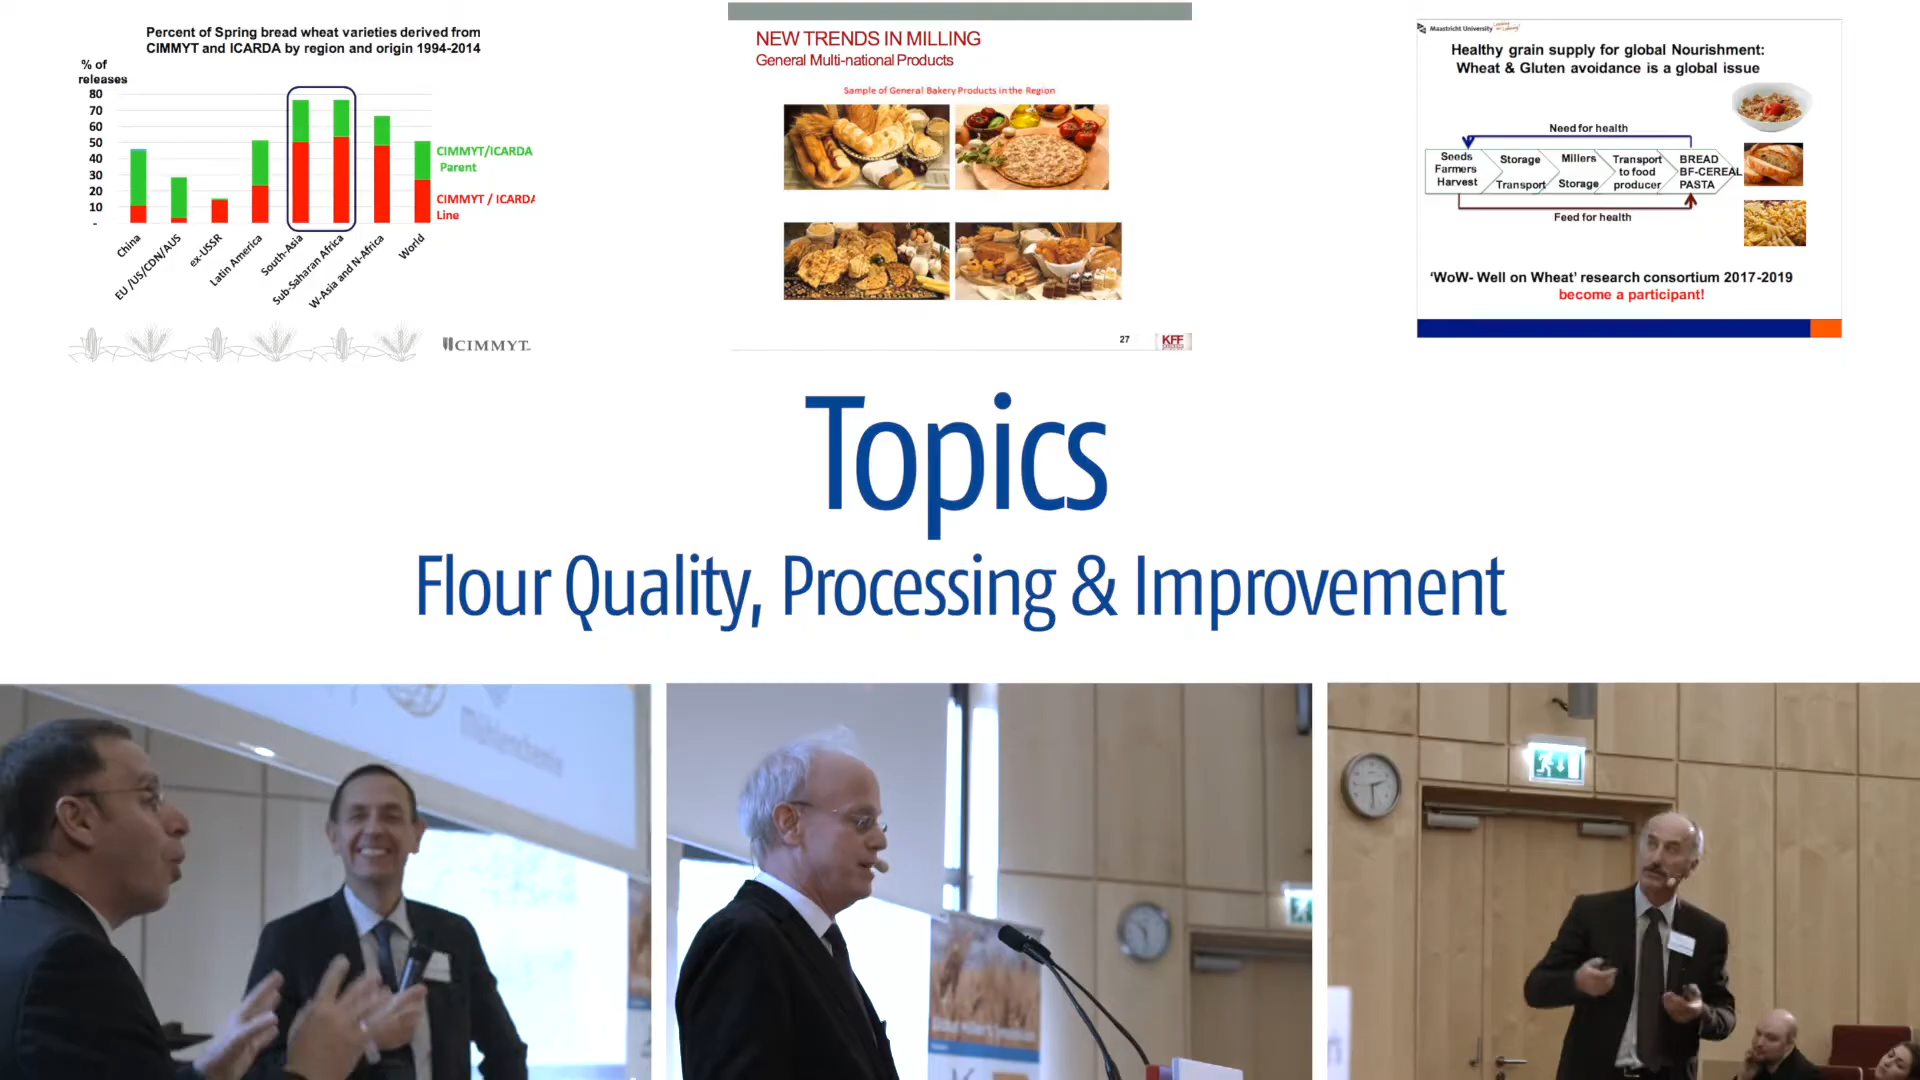 Percent of Spring bread wheat varieties derived from
CIMMYT and ICARDA by region and origin 1994-2014
% of
releases
80
70
60
50
40
30
20
10
-
CIMMYT/ICARDA
Parent
CIMMYT / ICARDA
Line
China
EU /US/CDN/AUS
ex-USSR
Latin America
South-Asia
Sub-Saharan Africa
W-Asia and N-Africa
World
CIMMYT
NEW TRENDS IN MILLING
General Multi-national Products
Sample of General Bakery Products in the Region
27
KFF
Maastricht University
Healthy grain supply for global Nourishment:
Wheat & Gluten avoidance is a global issue
Need for health
Seeds
Farmers
Harvest
Storage
Transport
Millers
Storage
Transport
to food
producer
BREAD
BF-CEREAL
PASTA
Feed for health
‘WoW- Well on Wheat’ research consortium 2017-2019
become a participant!
Topics
Flour Quality, Processing & Improvement
Mühlenchemie